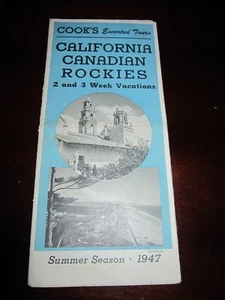 COOK'S Escorted Tours
CALIFORNIA
CANADIAN
ROCKIES
2 and 3 Week Vacations
Summer Season · 1947